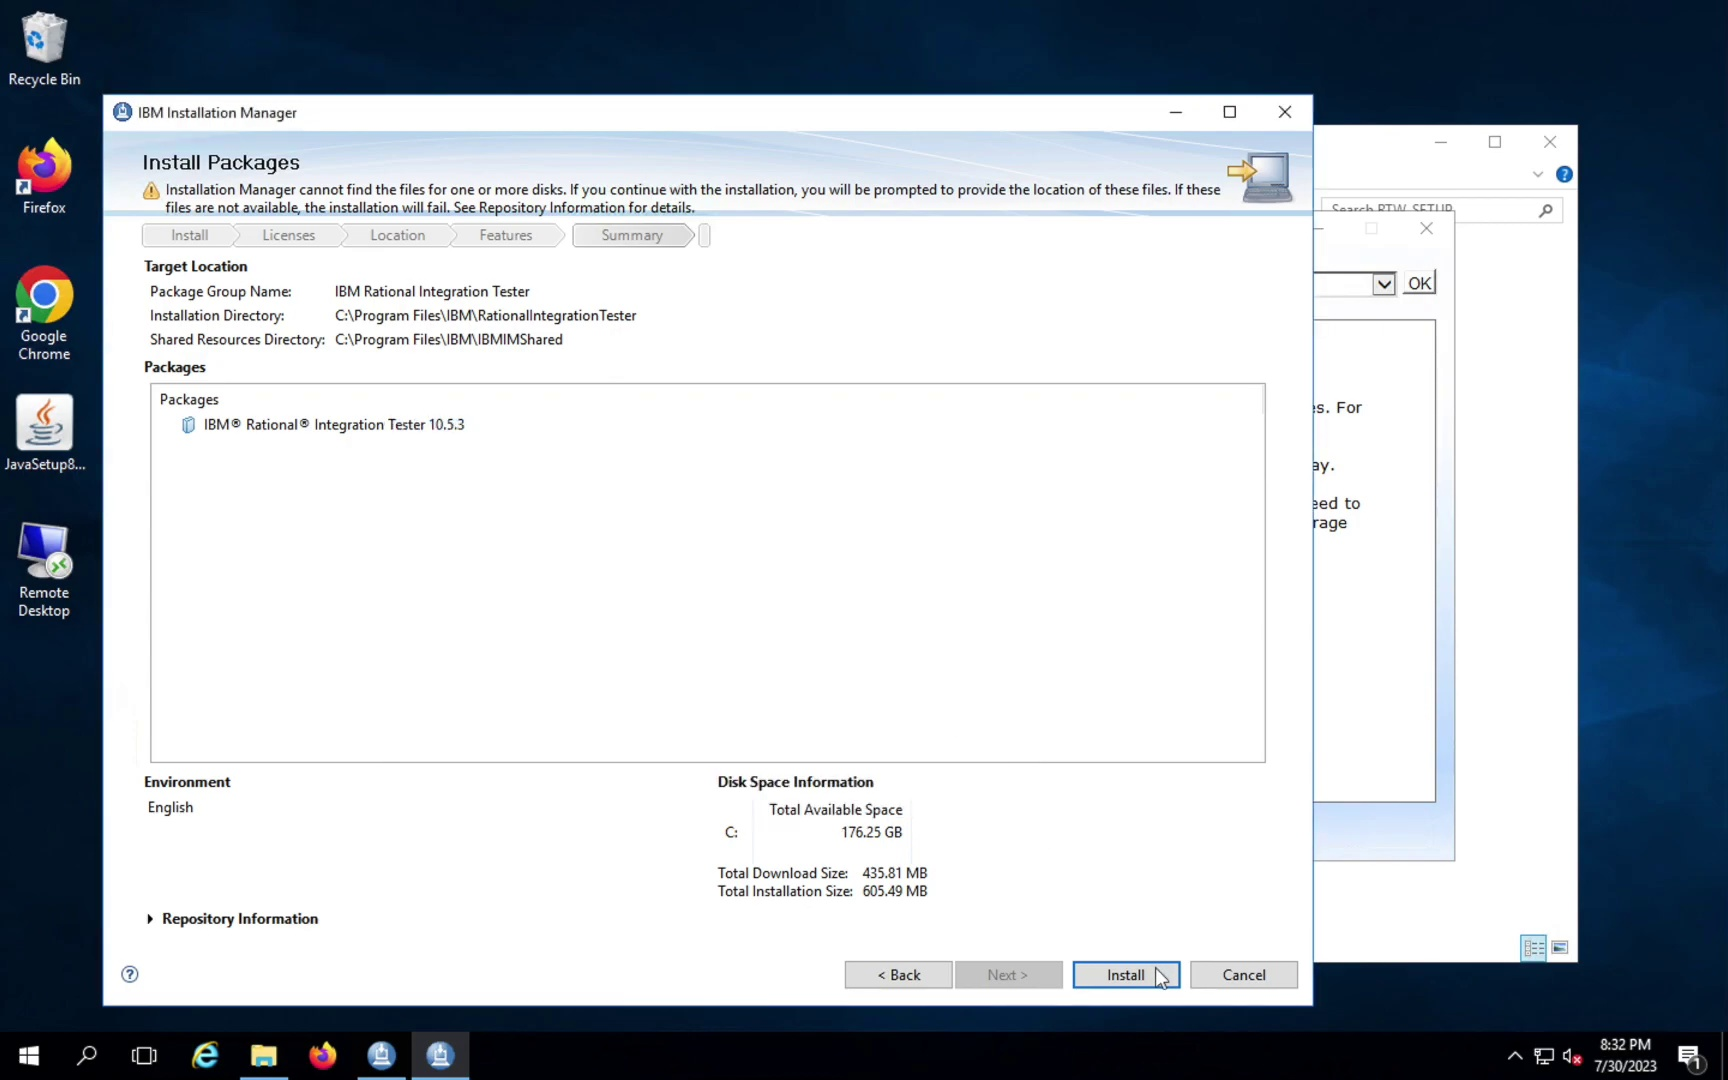 Recycle Bin
Firefox
Google
Chrome
JavaSetup8...
Remote
Desktop
IBM Installation Manager
Install Packages
Installation Manager cannot find the files for one or more disks. If you continue with the installation, you will be prompted to provide the location of these files. If these
files are not available, the installation will fail. See Repository Information for details.
Install
Licenses
Location
Features
Summary
Target Location
Package Group Name: IBM Rational Integration Tester
Installation Directory: C:\Program Files\IBM\RationalIntegrationTester
Shared Resources Directory: C:\Program Files\IBM\IBMIMShared
Packages
Packages
IBM® Rational® Integration Tester 10.5.3
Environment
English
Disk Space Information
Total Available Space
C: 176.25 GB
Total Download Size: 435.81 MB
Total Installation Size: 605.49 MB
Repository Information
< Back
Next >
Install
Cancel
Search RTW_SETUP
OK
es. For
ay.
eed to
rage
8:32 PM
7/30/2023
1